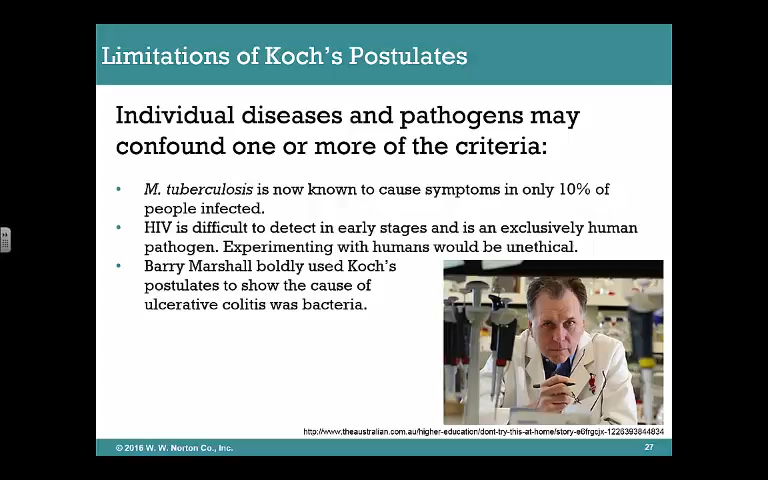 Limitations of Koch's Postulates
Individual diseases and pathogens may
confound one or more of the criteria:
• M. tuberculosis is now known to cause symptoms in only 10% of
people infected.
• HIV is difficult to detect in early stages and is an exclusively human
pathogen. Experimenting with humans would be unethical.
• Barry Marshall boldly used Koch's
postulates to show the cause of
ulcerative colitis was bacteria.
http://www.theaustralian.com.au/higher-education/dont-try-this-at-home/story-e6frgcjx-1226393844834
© 2016 W. W. Norton Co., Inc.
27